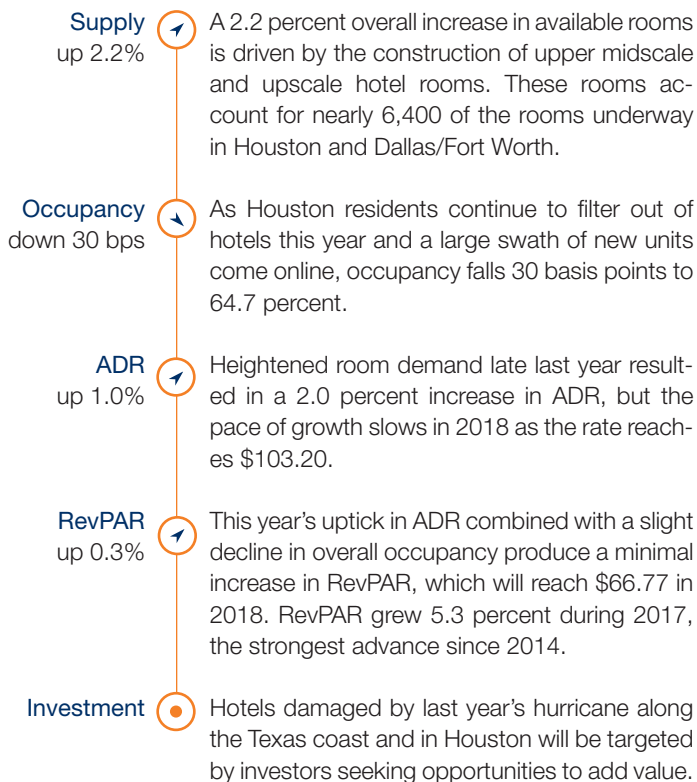 Supply
up 2.2%
A 2.2 percent overall increase in available rooms
is driven by the construction of upper midscale
and upscale hotel rooms. These rooms ac-
count for nearly 6,400 of the rooms underway
in Houston and Dallas/Fort Worth.
Occupancy
down 30 bps
As Houston residents continue to filter out of
hotels this year and a large swath of new units
come online, occupancy falls 30 basis points to
64.7 percent.
ADR
up 1.0%
Heightened room demand late last year result-
ed in a 2.0 percent increase in ADR, but the
pace of growth slows in 2018 as the rate reach-
es $103.20.
RevPAR
up 0.3%
This year’s uptick in ADR combined with a slight
decline in overall occupancy produce a minimal
increase in RevPAR, which will reach $66.77 in
2018. RevPAR grew 5.3 percent during 2017,
the strongest advance since 2014.
Investment
Hotels damaged by last year’s hurricane along
the Texas coast and in Houston will be targeted
by investors seeking opportunities to add value.